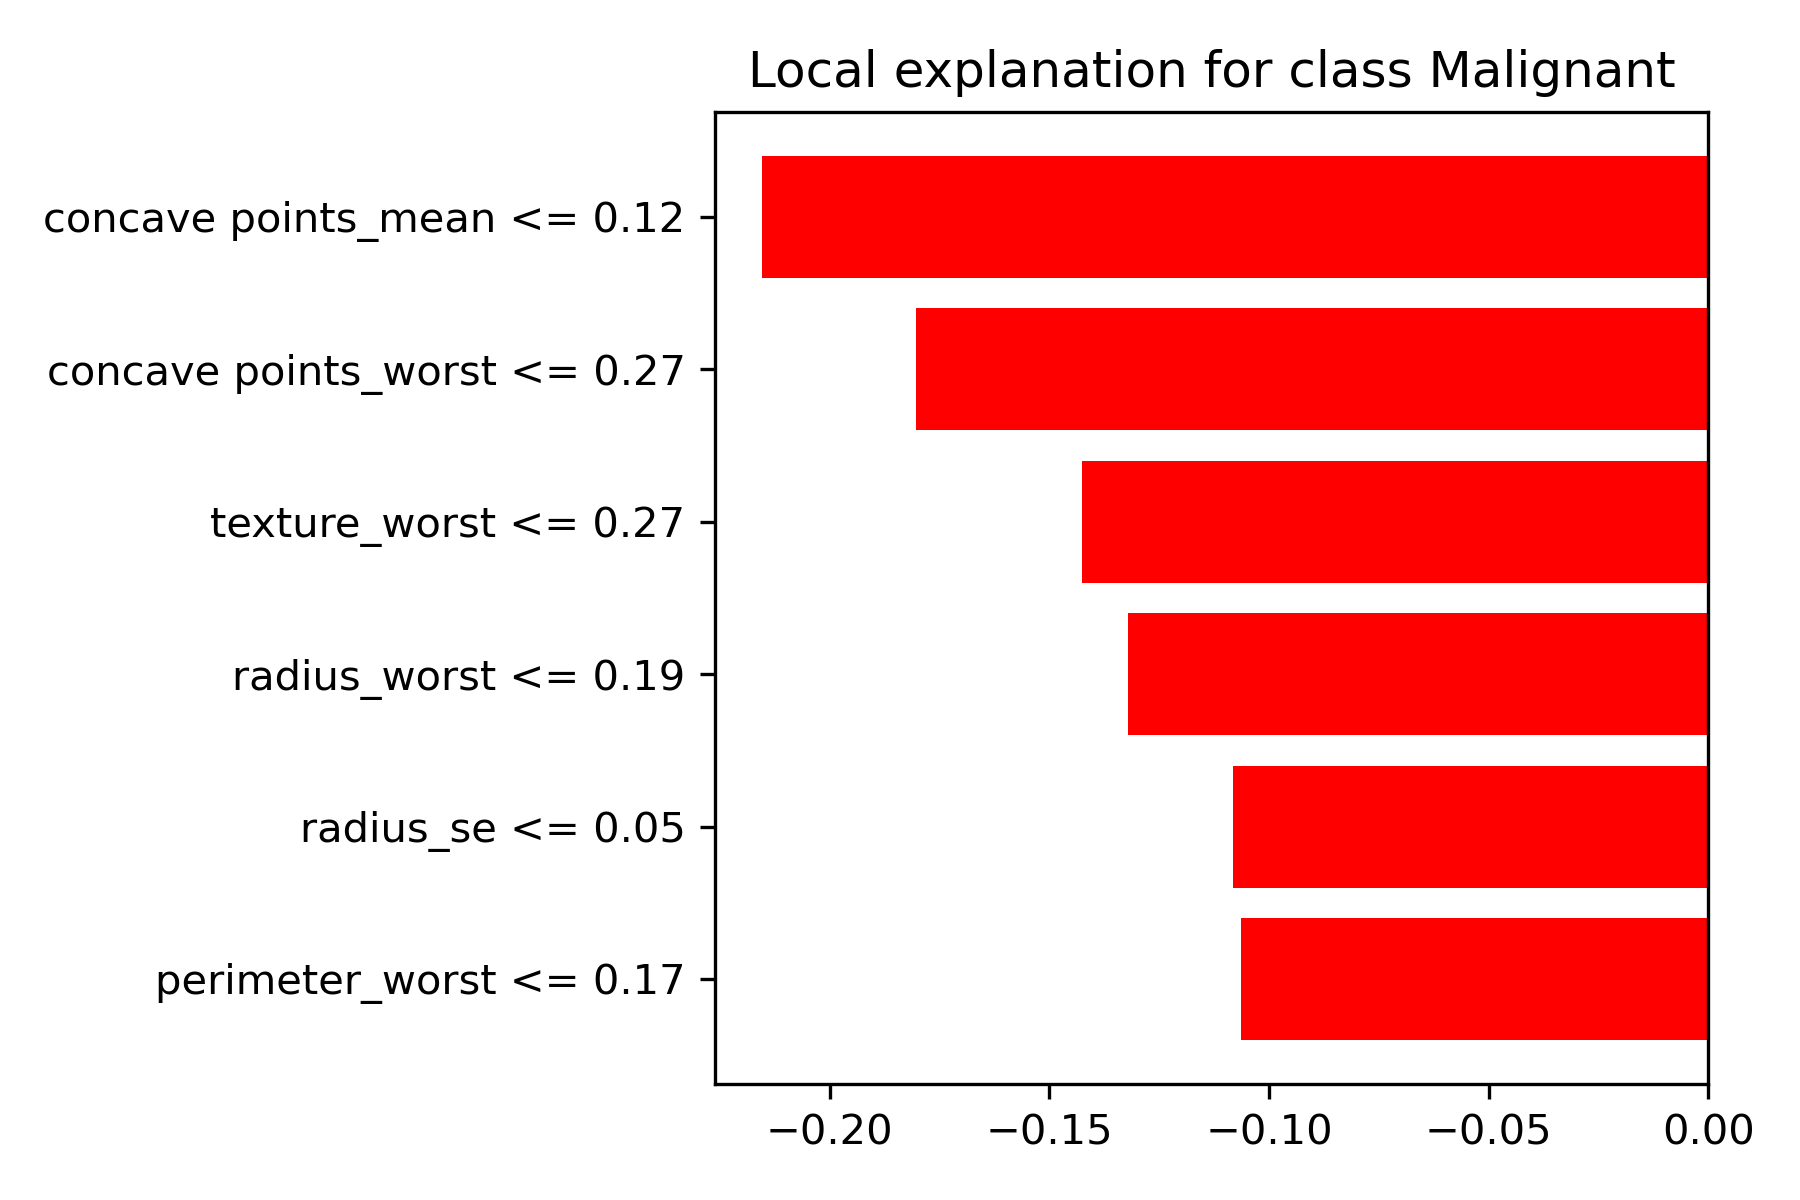 Local explanation for class Malignant
concave points_mean <= 0.12
concave points_worst <= 0.27
texture_worst <= 0.27
radius_worst <= 0.19
radius_se <= 0.05
perimeter_worst <= 0.17
−0.20 −0.15 −0.10 −0.05 0.00